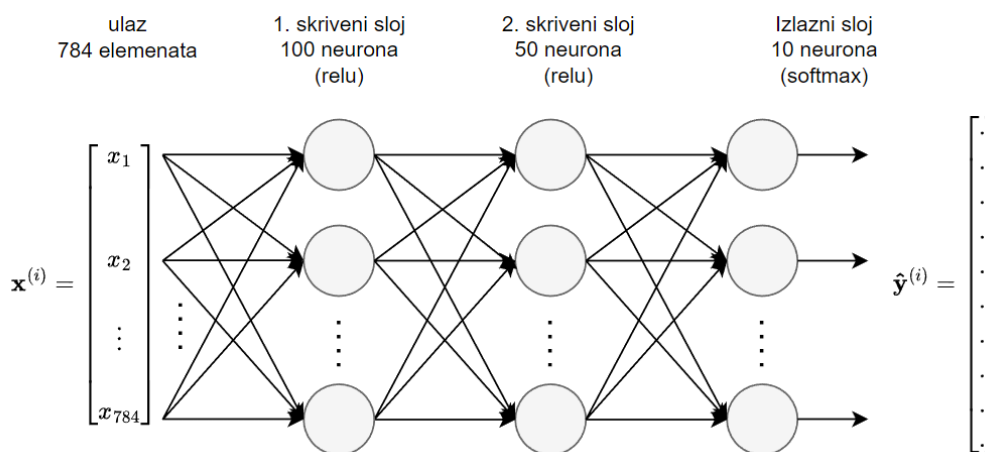 ulaz
784 elemenata
1. skriveni sloj
100 neurona
(relu)
2. skriveni sloj
50 neurona
(relu)
Izlazni sloj
10 neurona
(softmax)
x₁
x₂
⋮
x₇₈₄
𝐱⁽ⁱ⁾ =
ŷ⁽ⁱ⁾ =